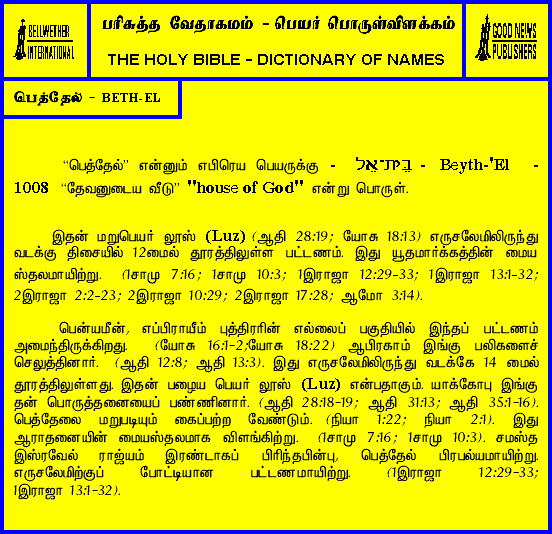 BELLWETHER
INTERNATIONAL
பரிசுத்த வேதாகமம் - பெயர் பொருள்விளக்கம்
THE HOLY BIBLE - DICTIONARY OF NAMES
GOOD NEWS
PUBLISHERS
பெத்தேல் - BETH-EL
“பெத்தேல்” என்னும் எபிரெய பெயருக்கு - בֵּית־אֵל - Beyth-'El -
1008 “தேவனுடைய வீடு” "house of God" என்று பொருள்.
இதன் மறுபெயர் லூஸ் (Luz) (ஆதி 28:19; யோசு 18:13) எருசலேமிலிருந்து
வடக்கு திசையில் 12மைல் தூரத்திலுள்ள பட்டணம். இது யூதமார்க்கத்தின் மைய
ஸ்தலமாயிற்று. (1சாமு 7:16; 1சாமு 10:3; 1இராஜா 12:29-33; 1இராஜா 13:1-32;
2இராஜா 2:2-23; 2இராஜா 10:29; 2இராஜா 17:28; ஆமோ 3:14).
பென்யமீன், எப்பிராயீம் புத்திரரின் எல்லைப் பகுதியில் இந்தப் பட்டணம்
அமைந்திருக்கிறது. (யோசு 16:1-2;யோசு 18:22) ஆபிரகாம் இங்கு பலிகளைச்
செலுத்தினார். (ஆதி 12:8; ஆதி 13:3). இது எருசலேமிலிருந்து வடக்கே 14 மைல்
தூரத்திலுள்ளது. இதன் பழைய பெயர் லூஸ் (Luz) என்பதாகும். யாக்கோபு இங்கு
தன் பொருத்தனையைப் பண்ணினார். (ஆதி 28:18-19; ஆதி 31:13; ஆதி 35:1-16).
பெத்தேலை மறுபடியும் கைப்பற்ற வேண்டும். (நியா 1:22; நியா 2:1). இது
ஆராதனையின் மையஸ்தலமாக விளங்கிற்று. (1சாமு 7:16; 1சாமு 10:3). சமஸ்த
இஸ்ரவேல் ராஜ்யம் இரண்டாகப் பிரிந்தபின்பு, பெத்தேல் பிரபல்யமாயிற்று.
எருசலேமிற்குப் போட்டியான பட்டணமாயிற்று. (1இராஜா 12:29-33;
1இராஜா 13:1-32).